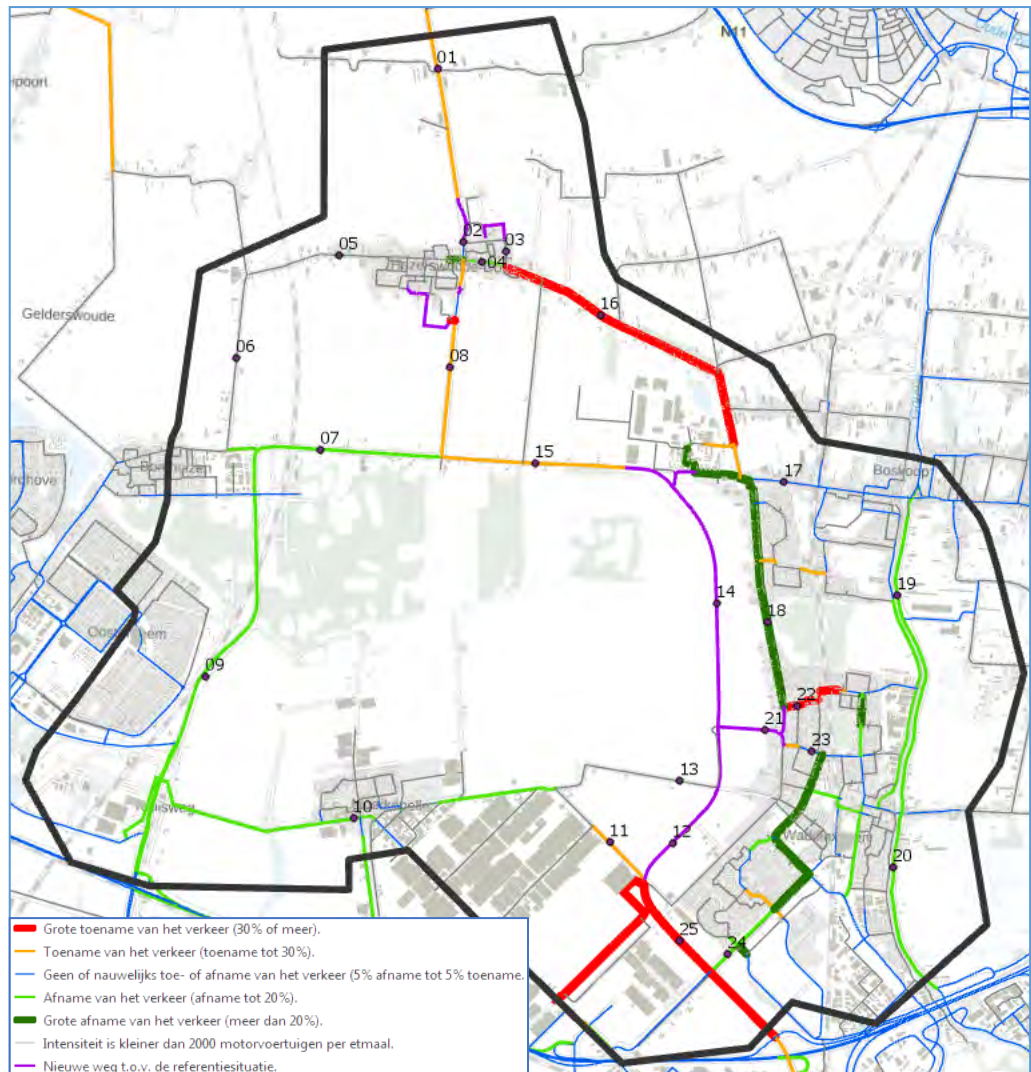 N11
01
02
03
05
04
16
Gelderswoude
06
08
07
15
17
Boskoop
14
19
18
09
22
21
23
13
10
11
12
20
24
25
Grote toename van het verkeer (30% of meer).
Toename van het verkeer (toename tot 30%).
Geen of nauwelijks toe- of afname van het verkeer (5% afname tot 5% toename.
Afname van het verkeer (afname tot 20%).
Grote afname van het verkeer (meer dan 20%).
Intensiteit is kleiner dan 2000 motorvoertuigen per etmaal.
Nieuwe weg t.o.v. de referentiesituatie.